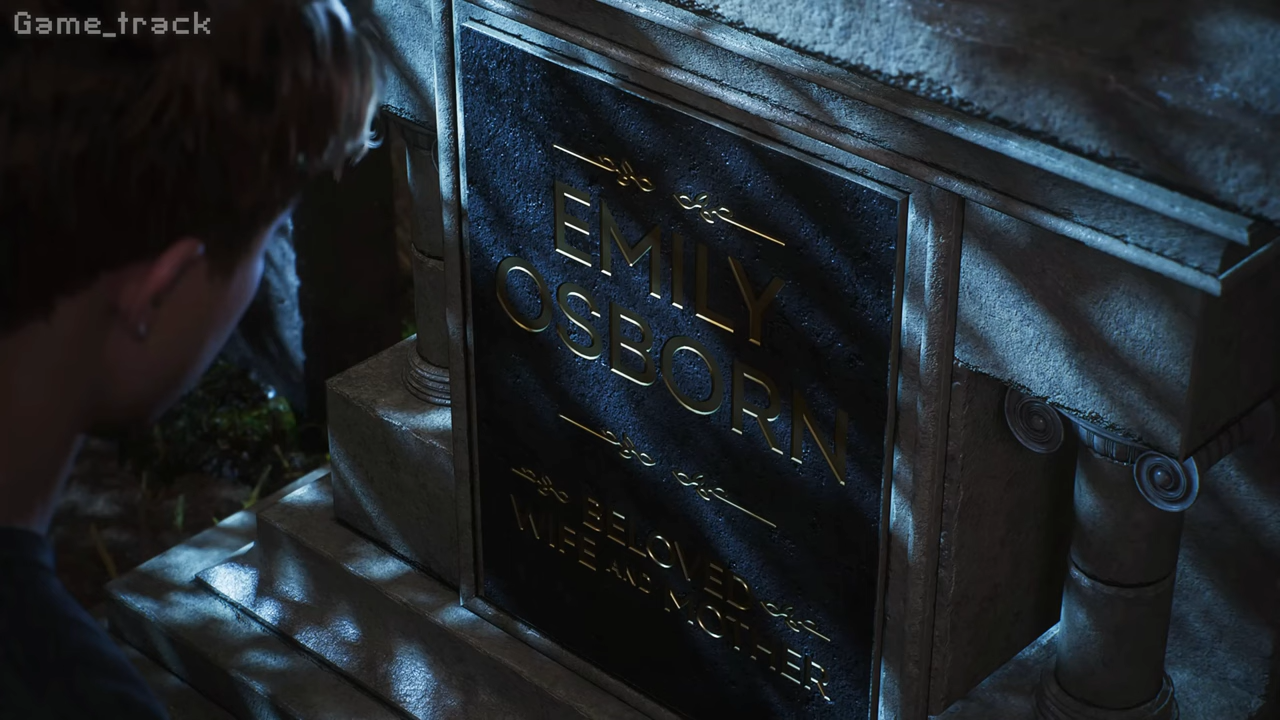 Game_track
EMILY
OSBORN
BELOVED
WIFE AND MOTHER